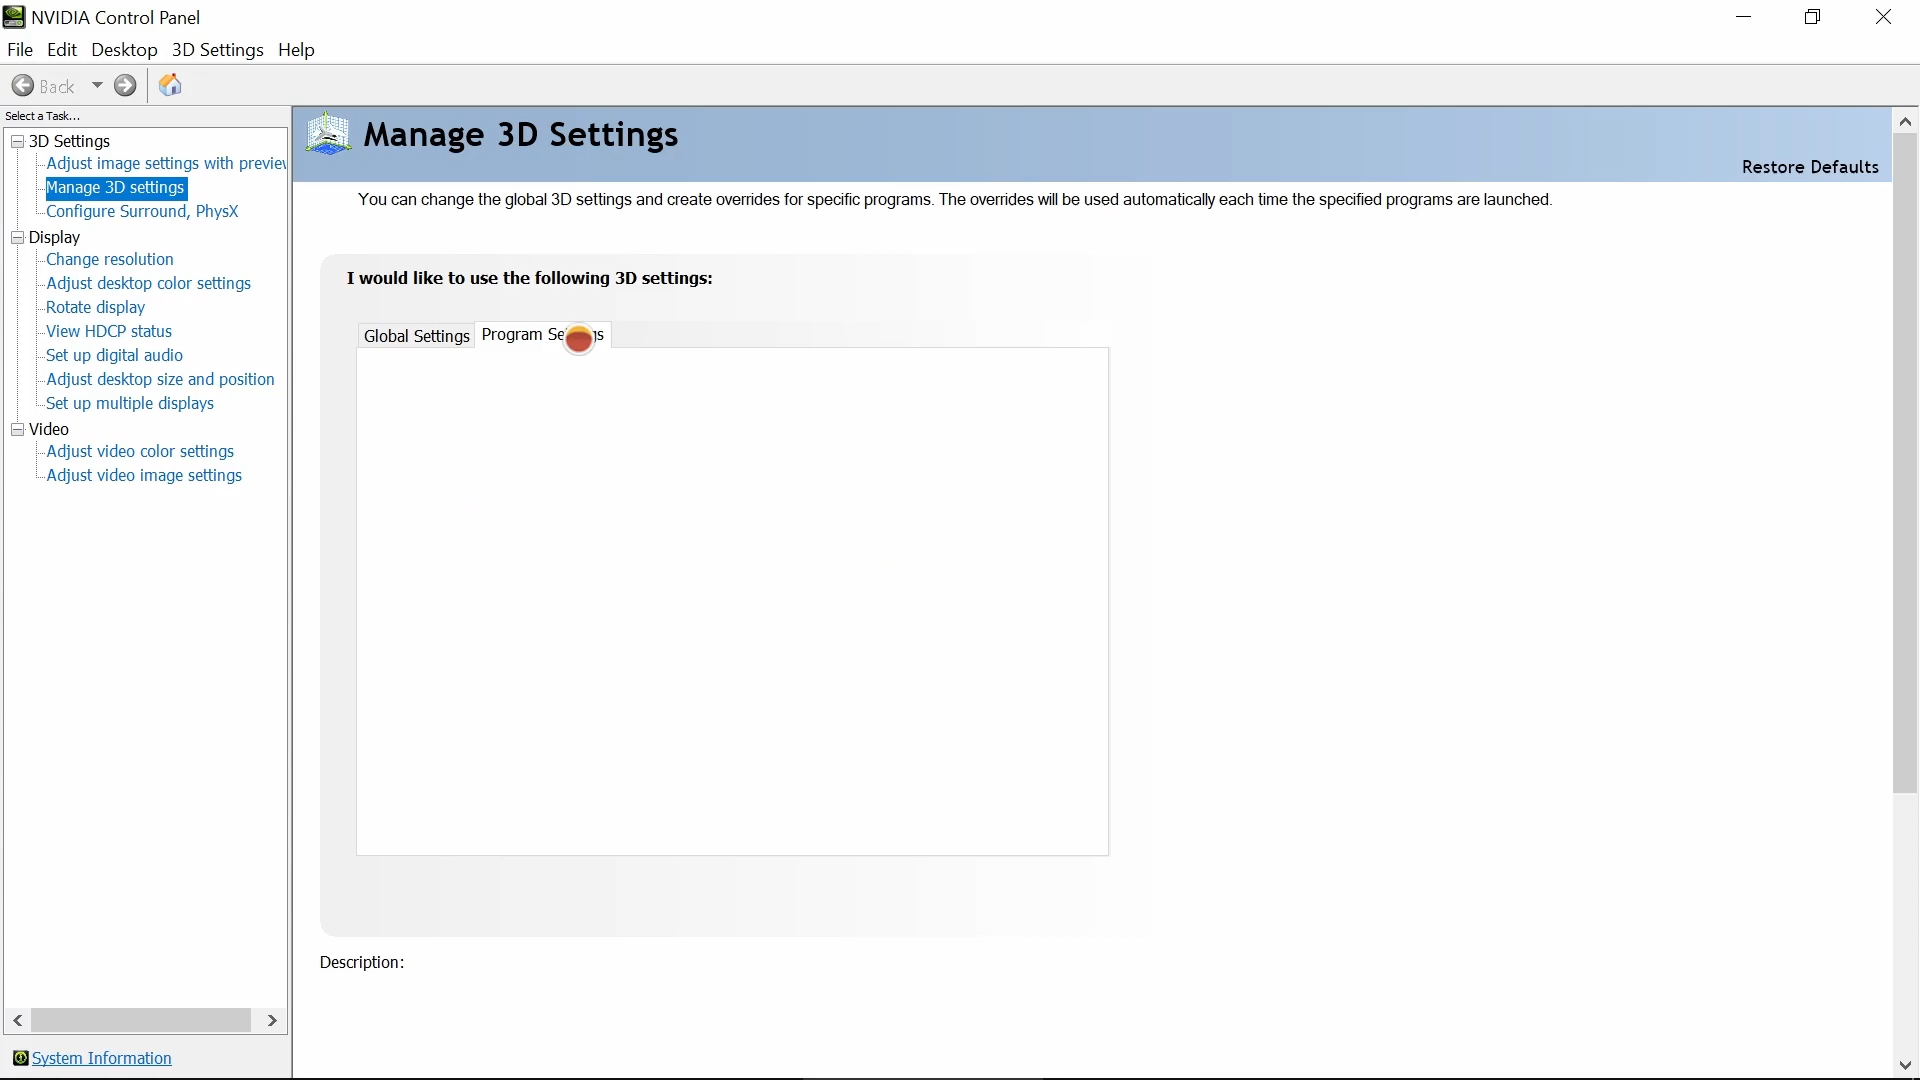 NVIDIA Control Panel
File Edit Desktop 3D Settings Help
Back
Select a Task...
3D Settings
Adjust image settings with preview
Manage 3D settings
Configure Surround, PhysX
Display
Change resolution
Adjust desktop color settings
Rotate display
View HDCP status
Set up digital audio
Adjust desktop size and position
Set up multiple displays
Video
Adjust video color settings
Adjust video image settings
System Information
Manage 3D Settings
Restore Defaults
You can change the global 3D settings and create overrides for specific programs. The overrides will be used automatically each time the specified programs are launched.
I would like to use the following 3D settings:
Global Settings Program
Description: